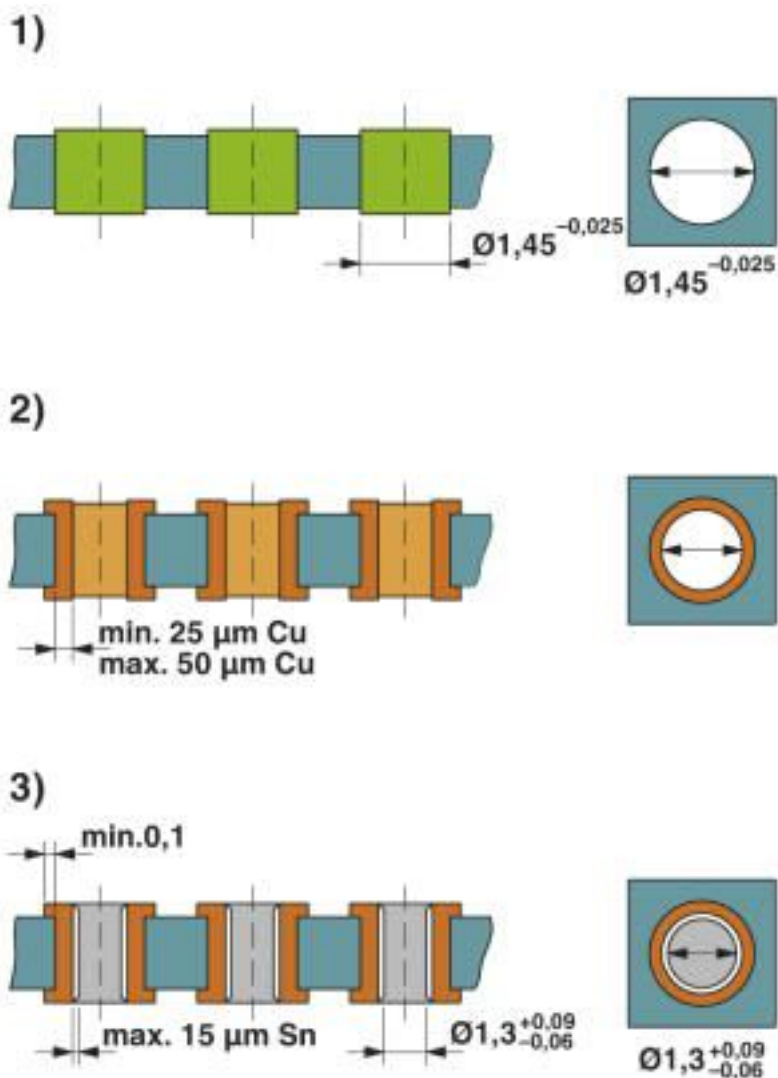 1)
Ø1,45 −0,025
Ø1,45 −0,025
2)
min. 25 µm Cu
max. 50 µm Cu
3)
min.0,1
max. 15 µm Sn
Ø1,3 +0,09 −0,06
Ø1,3 +0,09 −0,06